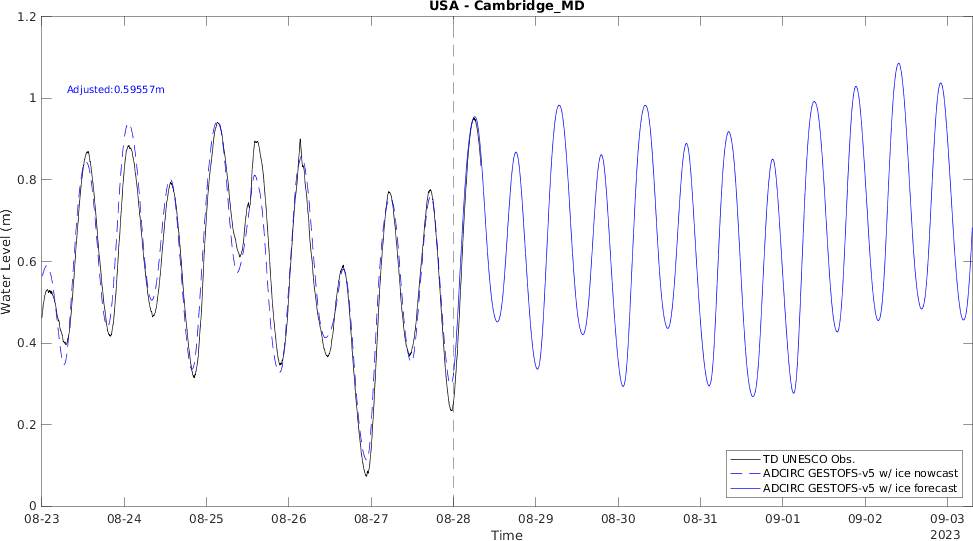 USA - Cambridge_MD
1.2
1
0.8
0.6
0.4
0.2
0
Water Level (m)
Adjusted:0.59557m
TD UNESCO Obs.
ADCIRC GESTOFS-v5 w/ ice nowcast
ADCIRC GESTOFS-v5 w/ ice forecast
08-23 08-24 08-25 08-26 08-27 08-28 08-29 08-30 08-31 09-01 09-02 09-03
2023
Time